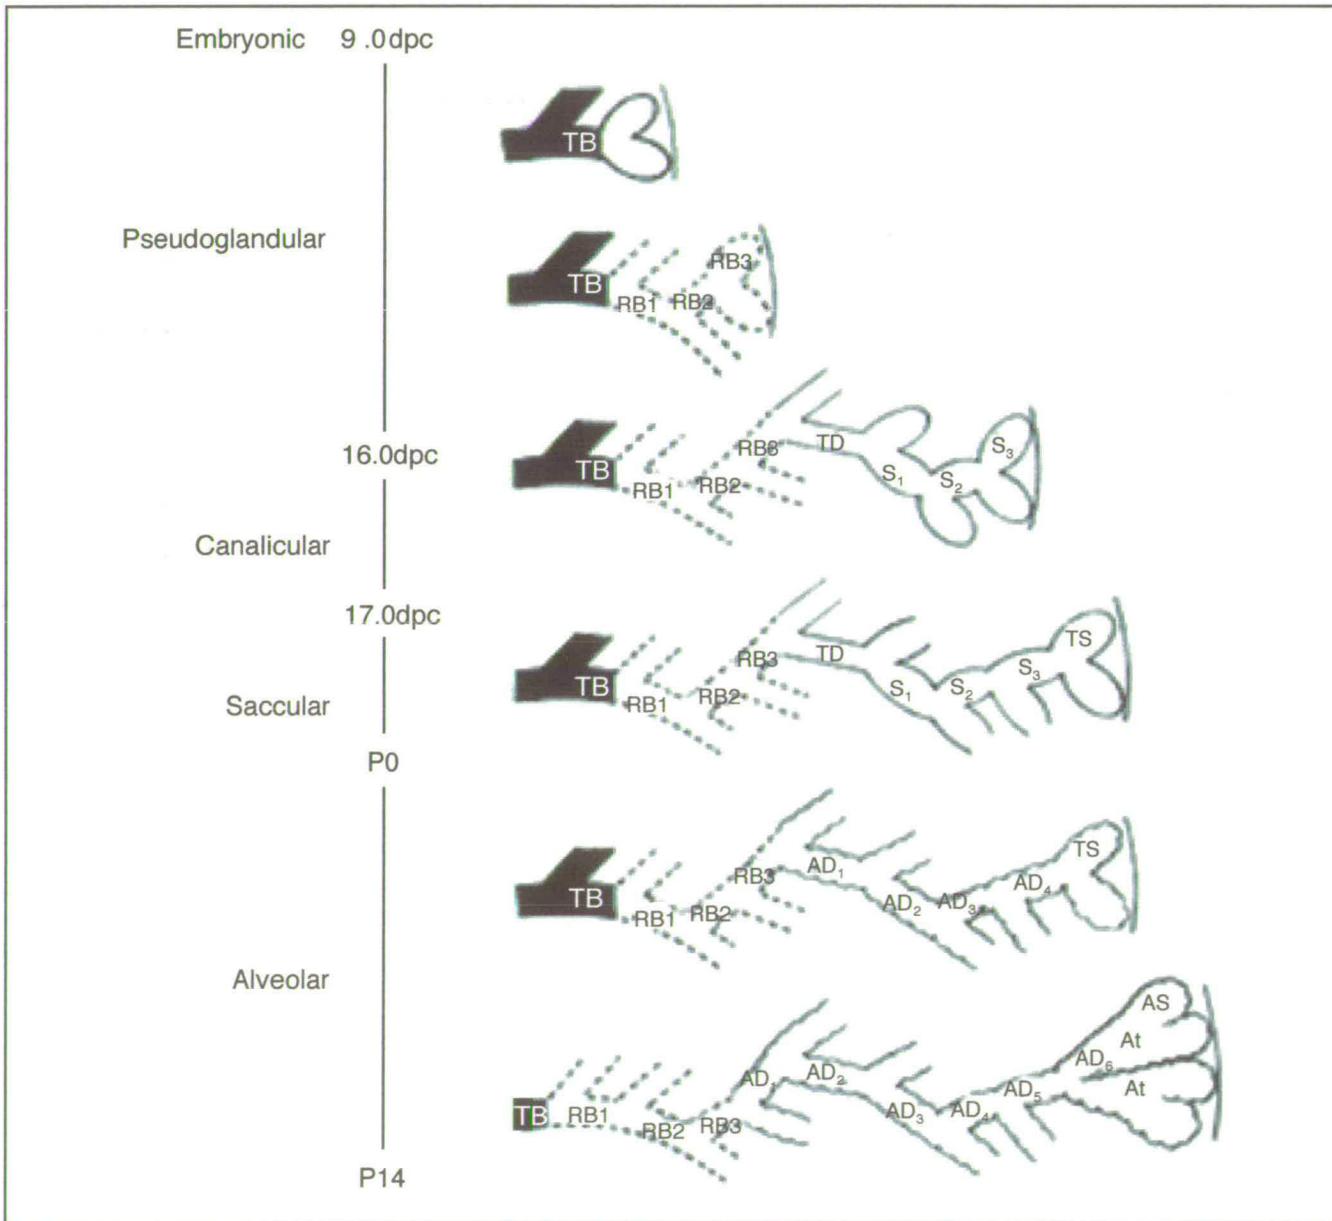 Embryonic 9 .0dpc
TB
Pseudoglandular
TB RB1 RB2 RB3
16.0dpc
TB RB1 RB2 RB3 TD S1 S2 S3
Canalicular
17.0dpc
TB RB1 RB2 RB3 TD S1 S2 S3 TS
Saccular
P0
TB RB1 RB2 RB3 AD1 AD2 AD3 AD4 TS
Alveolar
TB RB1 RB2 RB3 AD1 AD2 AD3 AD4 AD5 AD6 At At AS
P14